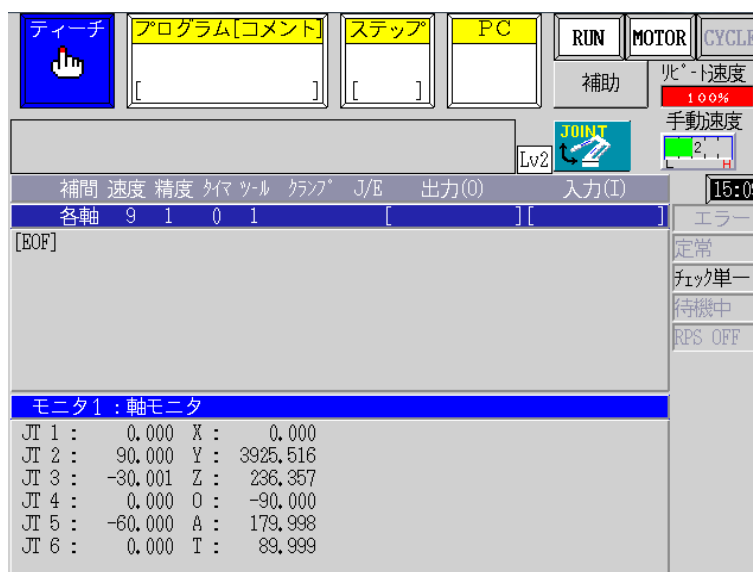 ティーチ
プログラム[コメント]
ステップ
PC
RUN
MOTOR
CYCLE
[ ]
[ ]
補助
リピート速度
100%
手動速度
2
L H
JOINT
Lv2
補間 速度 精度 タイマ ツール クランプ J/E 出力(O) 入力(I)
15:0
各軸 9 1 0 1 [ ][ ]
エラー
[EOF]
定常
チェック単一
待機中
RPS OFF
モニタ1：軸モニタ
JT 1 : 0.000 X : 0.000
JT 2 : 90.000 Y : 3925.516
JT 3 : -30.001 Z : 236.357
JT 4 : 0.000 O : -90.000
JT 5 : -60.000 A : 179.998
JT 6 : 0.000 T : 89.999